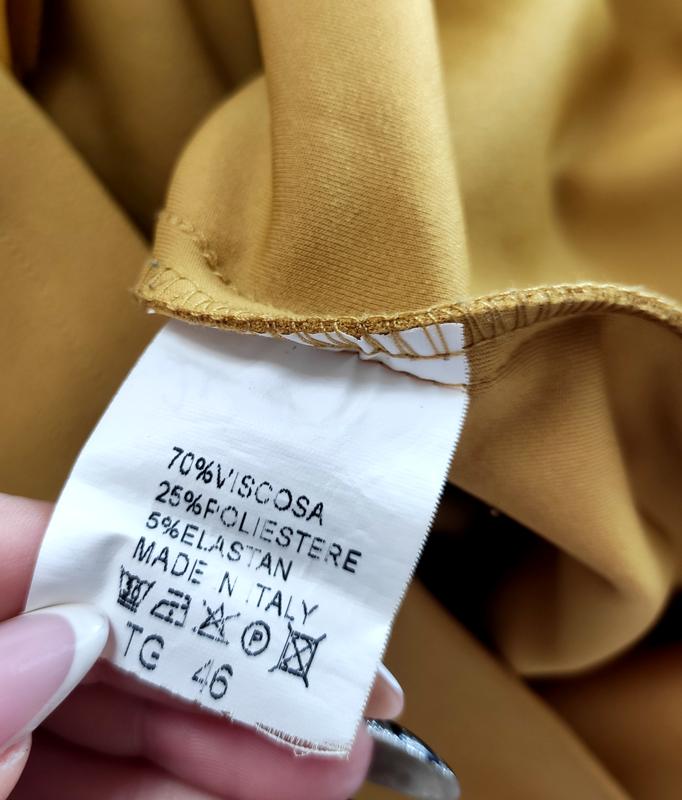 70%VISCOSA
25%POLIESTERE
5%ELASTAN
MADE N ITALY
P
TG 46